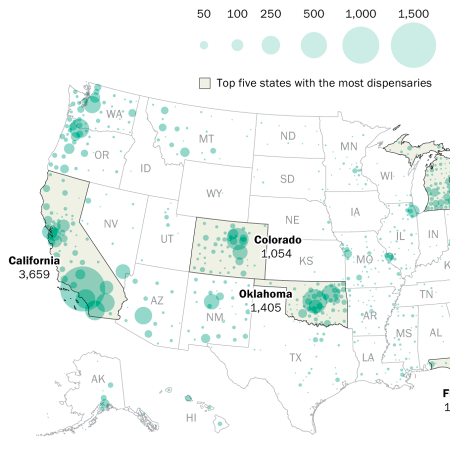 50 100 250 500 1,000 1,500
Top five states with the most dispensaries
WA
MT
ND
MN
OR
ID
SD
WI
WY
NV
UT
NE
IA
IL
IN
Colorado
1,054
California
3,659
KS
MO
K
Oklahoma
1,405
AZ
NM
AR
TN
MS
AL
TX
LA
AK
HI
F
1